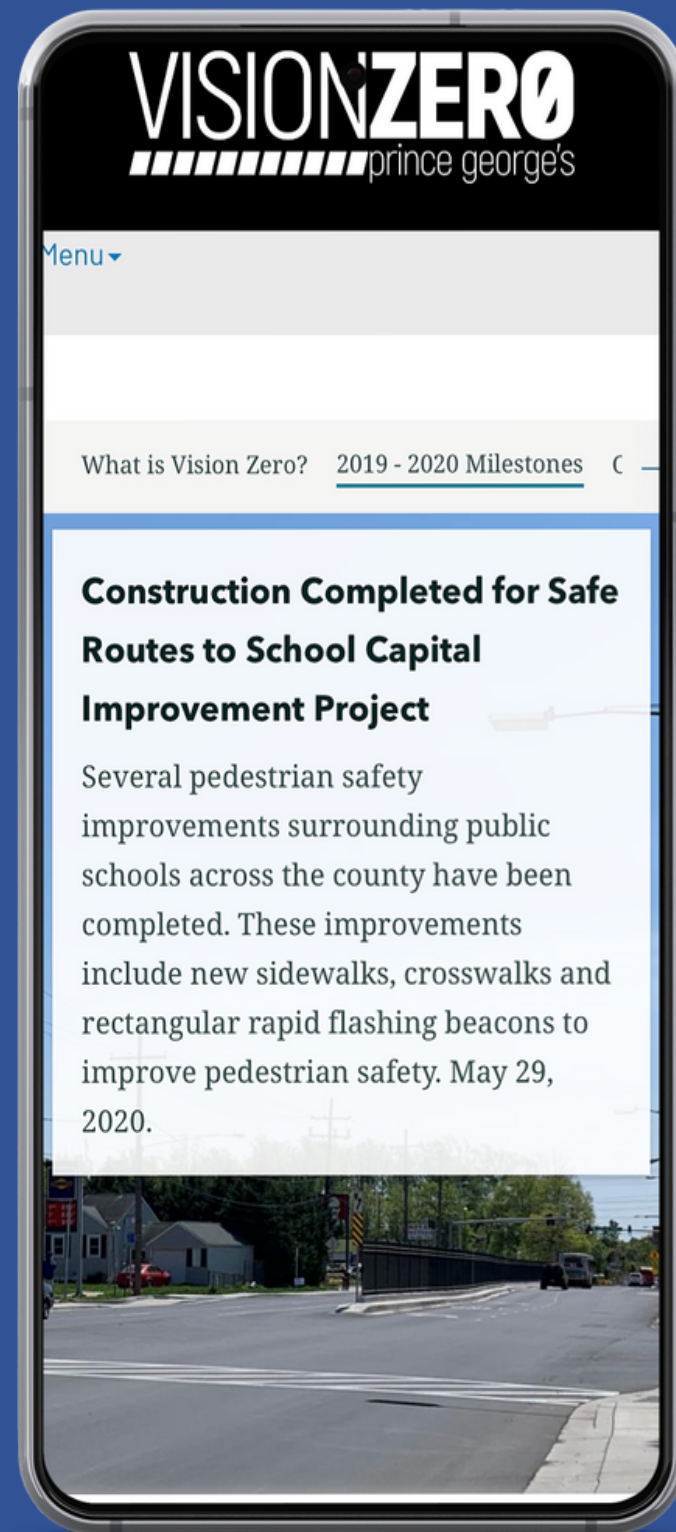 VISIONZERO
prince george's
Menu
What is Vision Zero? 2019 - 2020 Milestones C
Construction Completed for Safe
Routes to School Capital
Improvement Project
Several pedestrian safety
improvements surrounding public
schools across the county have been
completed. These improvements
include new sidewalks, crosswalks and
rectangular rapid flashing beacons to
improve pedestrian safety. May 29,
2020.